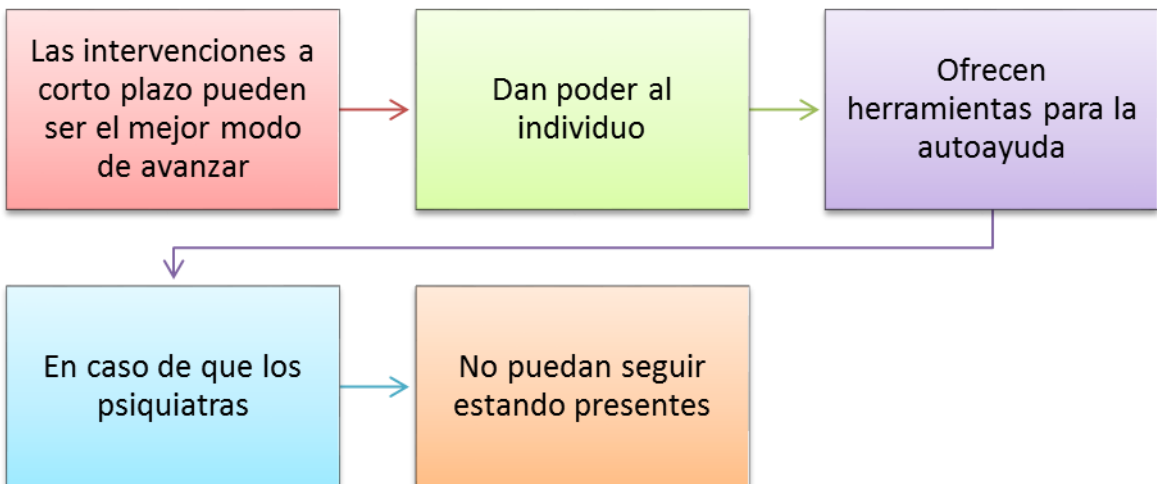 Las intervenciones a
corto plazo pueden
ser el mejor modo
de avanzar
Dan poder al
individuo
Ofrecen
herramientas para la
autoayuda
En caso de que los
psiquiatras
No puedan seguir
estando presentes